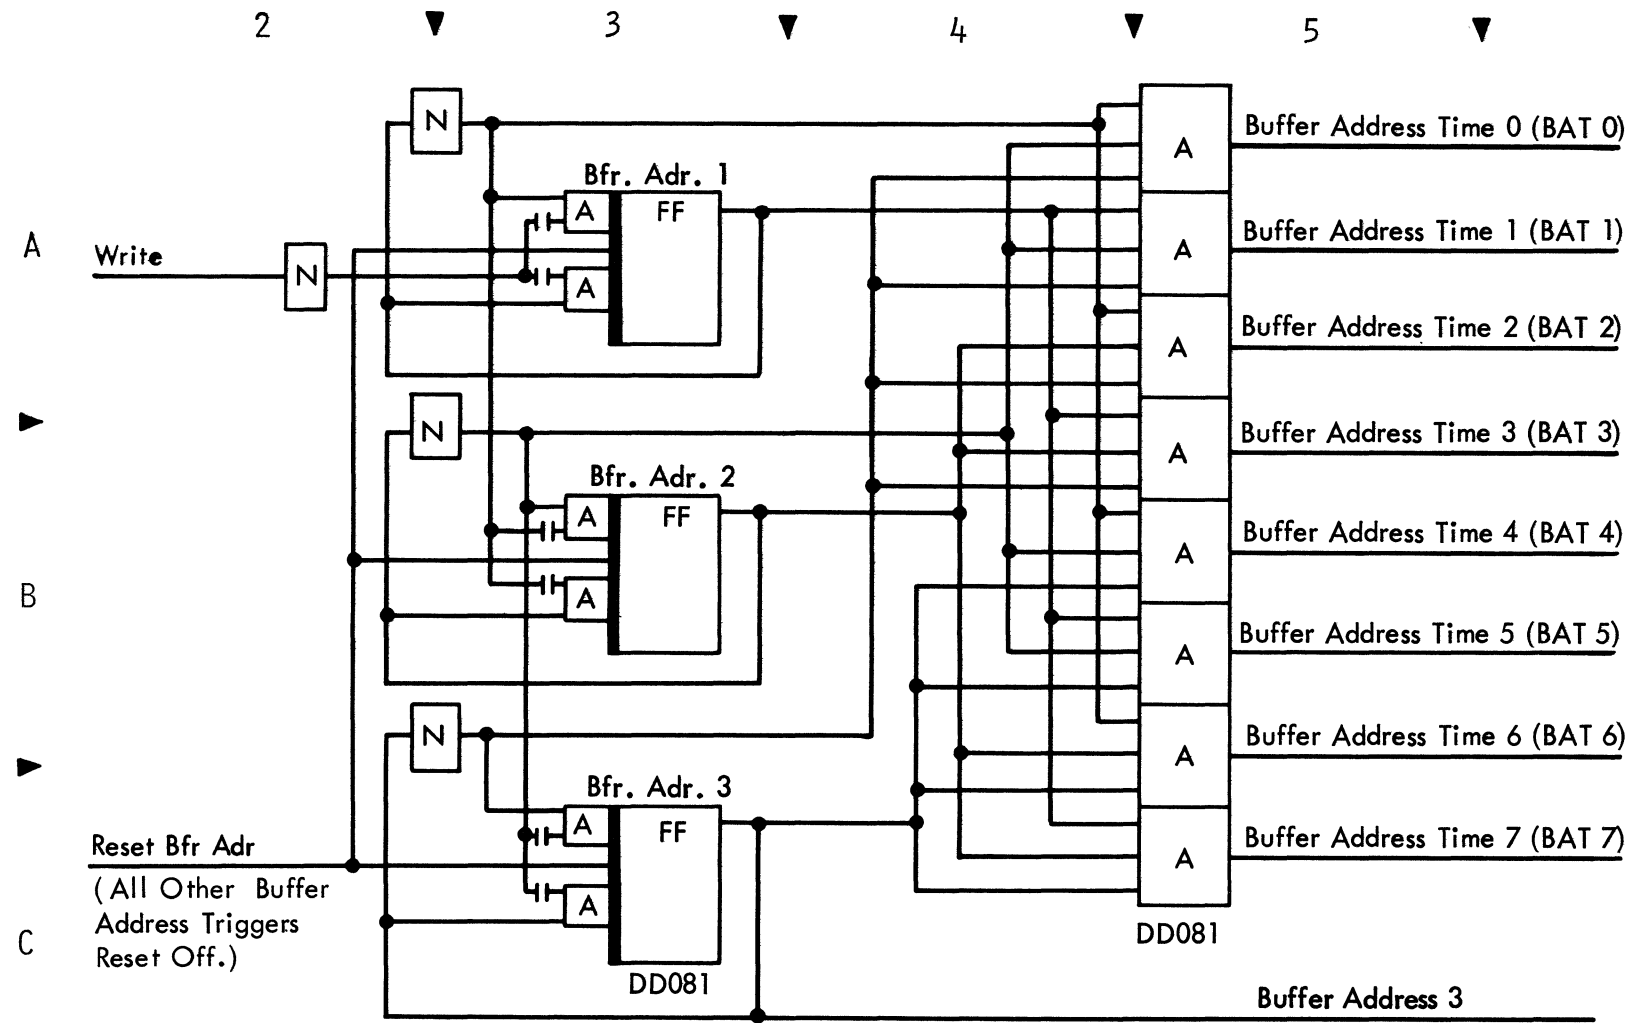 2 3 4 5
N
Bfr. Adr. 1
A FF
A
Write N
A
A Buffer Address Time 0 (BAT 0)
A Buffer Address Time 1 (BAT 1)
A Buffer Address Time 2 (BAT 2)
N
A Buffer Address Time 3 (BAT 3)
Bfr. Adr. 2
A FF
A Buffer Address Time 4 (BAT 4)
B
A
A Buffer Address Time 5 (BAT 5)
N
A Buffer Address Time 6 (BAT 6)
Bfr. Adr. 3
A FF
A Buffer Address Time 7 (BAT 7)
Reset Bfr Adr
(All Other Buffer
Address Triggers
Reset Off.)
A
C
DD081
DD081
Buffer Address 3